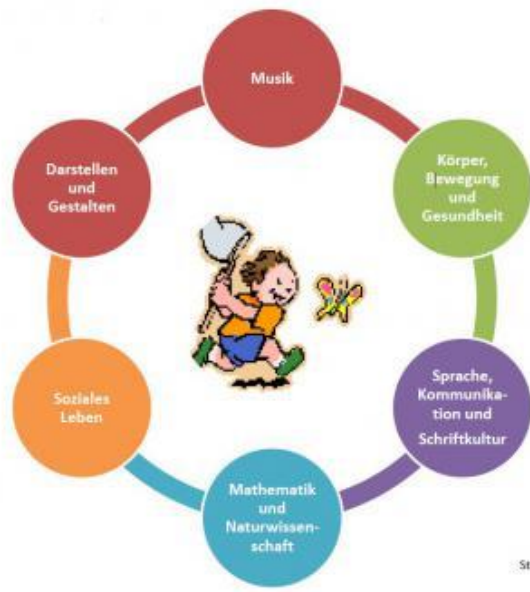 Musik
Körper,
Bewegung
und
Gesundheit
Sprache,
Kommunika-
tion und
Schriftkultur
Mathematik
und
Naturwissen-
schaft
Soziales
Leben
Darstellen
und
Gestalten